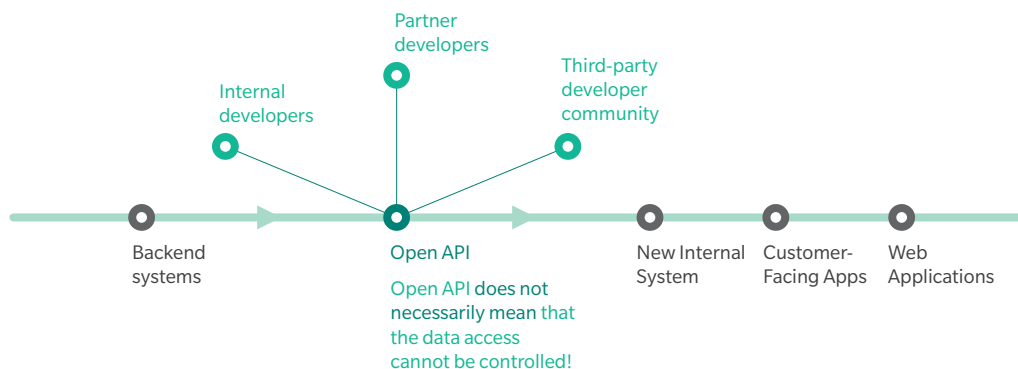 Partner
developers
Internal
developers
Third-party
developer
community
Backend
systems
Open API
Open API does not
necessarily mean that
the data access
cannot be controlled!
New Internal
System
Customer-
Facing Apps
Web
Applications